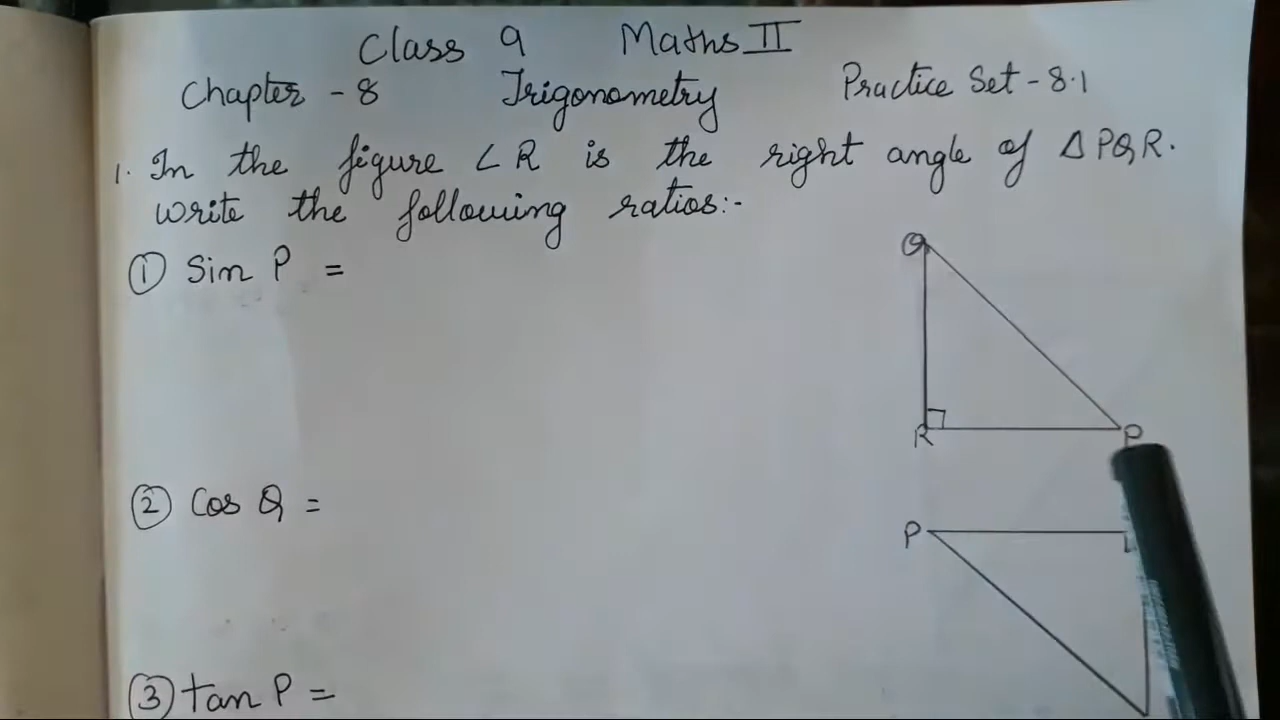 Class 9 Maths II
Chapter - 8 Trigonometry Practice Set - 8.1
1. In the figure ∠R is the right angle of △PQR.
write the following ratios:-
① Sin P =
Q
R P
② Cos Q =
P
③ tan P =